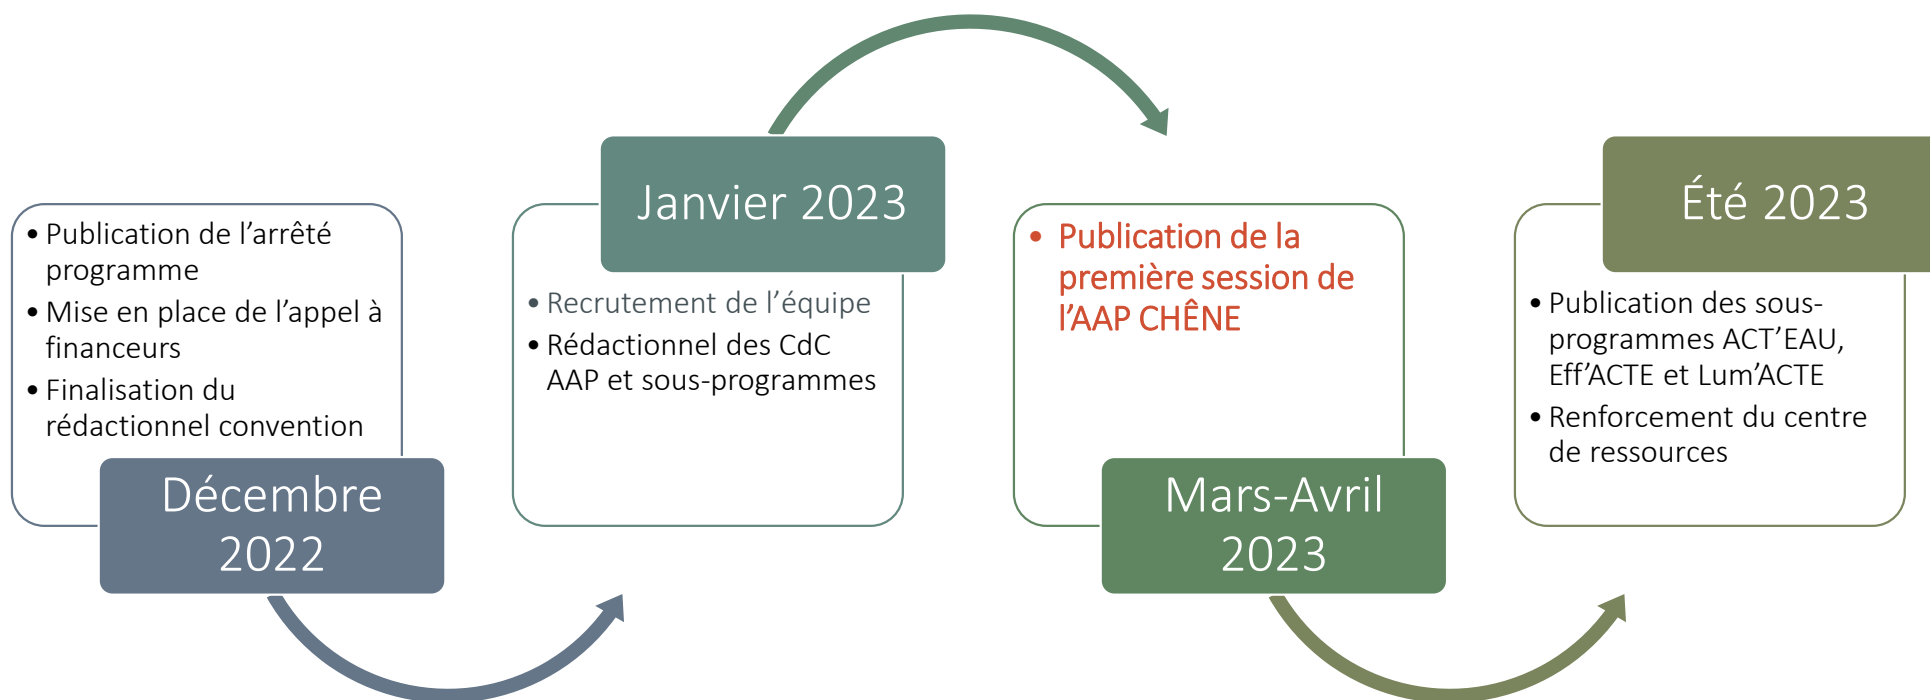 • Publication de l’arrêté
programme
• Mise en place de l’appel à
financeurs
• Finalisation du
rédactionnel convention
Décembre
2022
Janvier 2023
• Recrutement de l’équipe
• Rédactionnel des CdC
AAP et sous-programmes
• Publication de la
première session de
l’AAP CHÊNE
Mars-Avril
2023
Été 2023
• Publication des sous-
programmes ACT’EAU,
Eff’ACTE et Lum’ACTE
• Renforcement du centre
de ressources